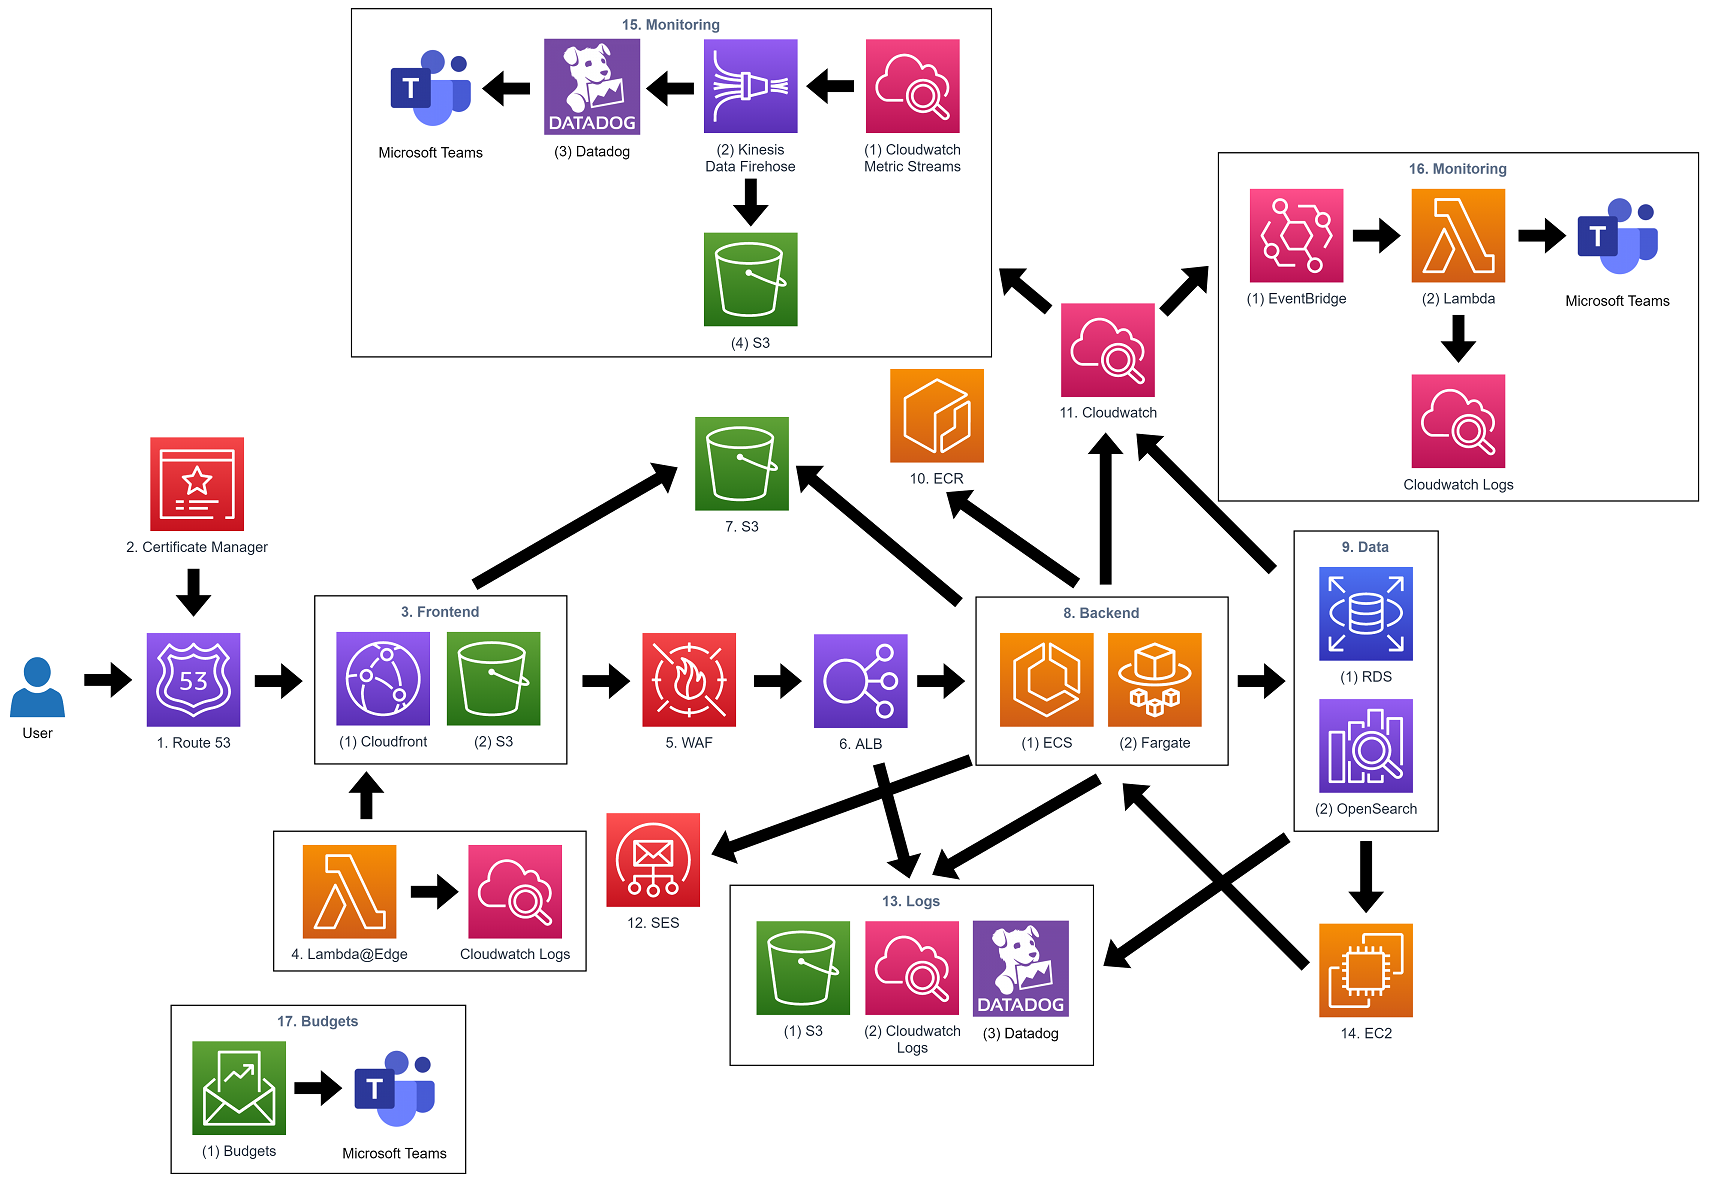 15. Monitoring
T
DATADOG
Microsoft Teams
(3) Datadog
(2) Kinesis
Data Firehose
(1) Cloudwatch
Metric Streams
(4) S3
16. Monitoring
T
(1) EventBridge
(2) Lambda
Microsoft Teams
Cloudwatch Logs
11. Cloudwatch
10. ECR
7. S3
2. Certificate Manager
9. Data
(1) RDS
(2) OpenSearch
3. Frontend
8. Backend
53
User
1. Route 53
(1) Cloudfront
(2) S3
5. WAF
6. ALB
(1) ECS
(2) Fargate
4. Lambda@Edge
Cloudwatch Logs
12. SES
13. Logs
DATADOG
(1) S3
(2) Cloudwatch
Logs
(3) Datadog
14. EC2
17. Budgets
T
(1) Budgets
Microsoft Teams